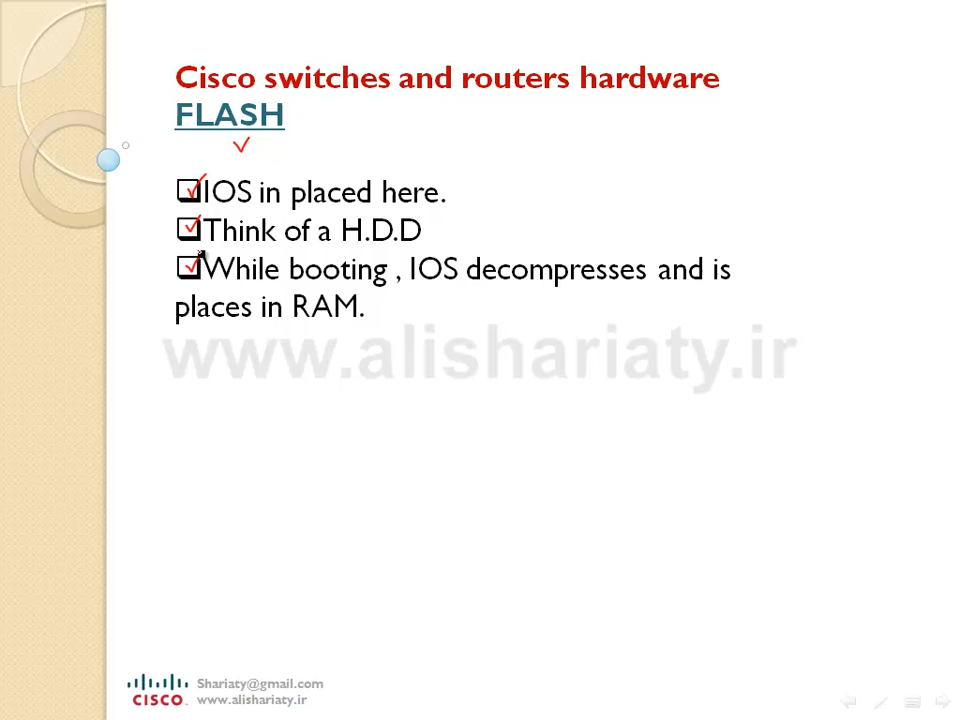 Cisco switches and routers hardware
FLASH
IOS in placed here.
Think of a H.D.D
While booting , IOS decompresses and is
places in RAM.
www.alishariaty.ir
Shariaty@gmail.com
CISCO www.alishariaty.ir